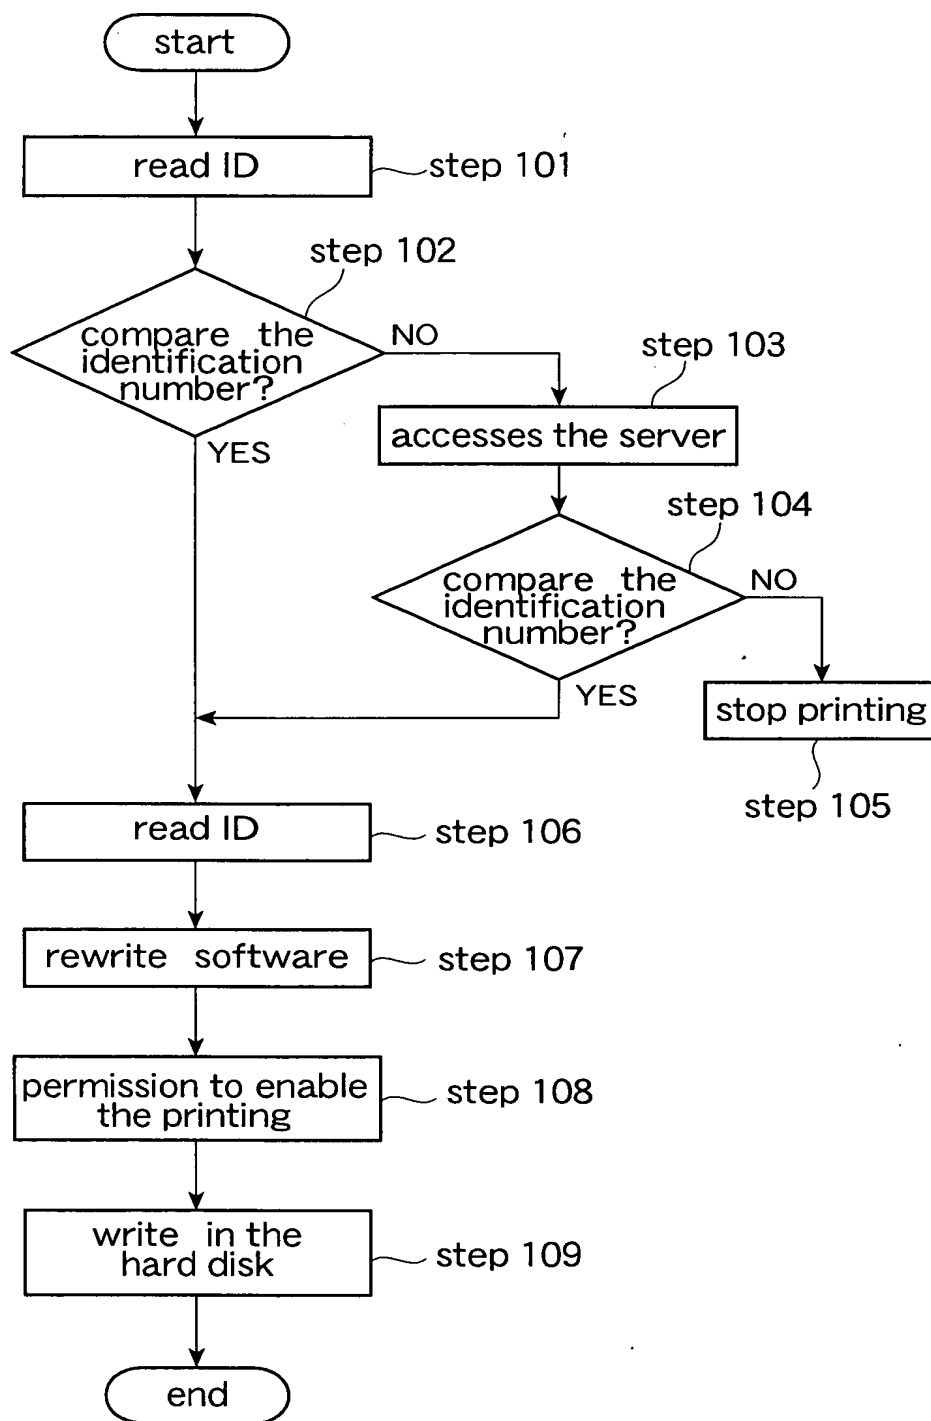 start
read ID
step 101
step 102
compare the
identification
number?
NO
YES
step 103
accesses the server
step 104
compare the
identification
number?
NO
YES
stop printing
step 105
read ID
step 106
rewrite software
step 107
permission to enable
the printing
step 108
write in the
hard disk
step 109
end